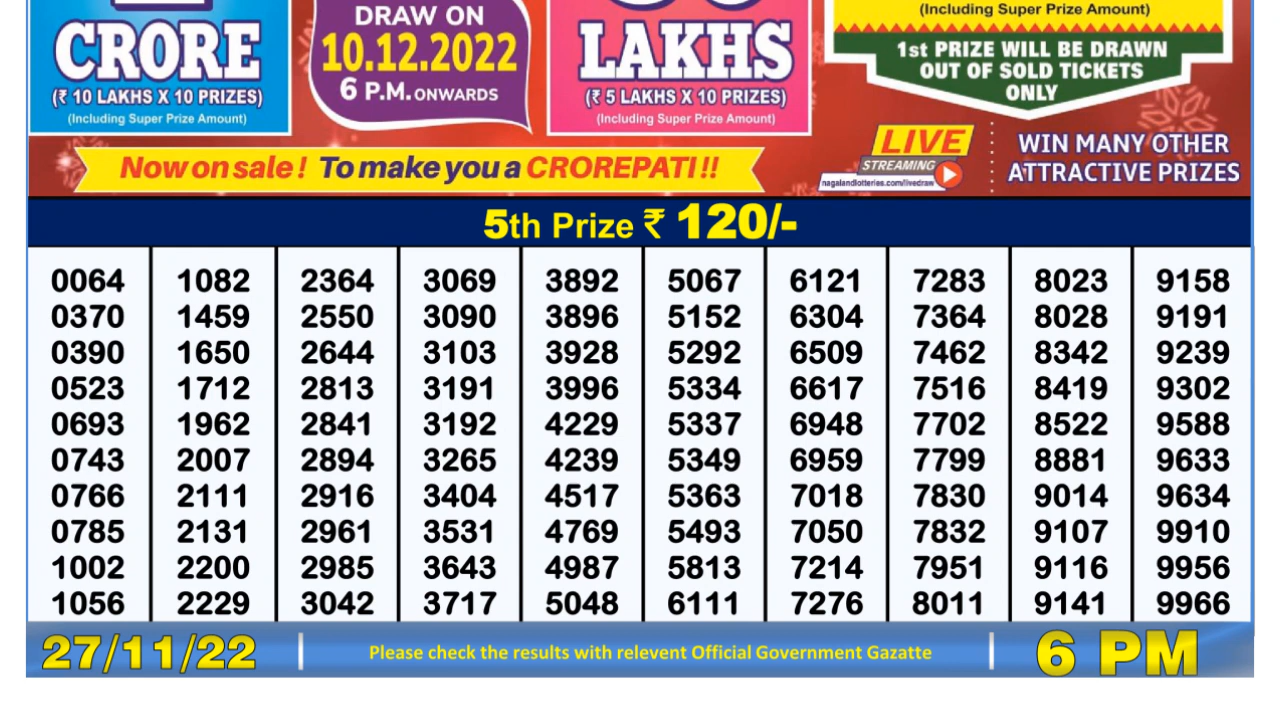 CRORE
(₹ 10 LAKHS X 10 PRIZES)
(Including Super Prize Amount)
DRAW ON
10.12.2022
6 P.M. ONWARDS
LAKHS
(₹ 5 LAKHS X 10 PRIZES)
(Including Super Prize Amount)
(Including Super Prize Amount)
1st PRIZE WILL BE DRAWN
OUT OF SOLD TICKETS
ONLY
Now on sale! To make you a CROREPATI!!
LIVE
STREAMING
nagalandlotteries.com/livedraw
WIN MANY OTHER
ATTRACTIVE PRIZES
5th Prize ₹ 120/-
0064 1082 2364 3069 3892 5067 6121 7283 8023 9158
0370 1459 2550 3090 3896 5152 6304 7364 8028 9191
0390 1650 2644 3103 3928 5292 6509 7462 8342 9239
0523 1712 2813 3191 3996 5334 6617 7516 8419 9302
0693 1962 2841 3192 4229 5337 6948 7702 8522 9588
0743 2007 2894 3265 4239 5349 6959 7799 8881 9633
0766 2111 2916 3404 4517 5363 7018 7830 9014 9634
0785 2131 2961 3531 4769 5493 7050 7832 9107 9910
1002 2200 2985 3643 4987 5813 7214 7951 9116 9956
1056 2229 3042 3717 5048 6111 7276 8011 9141 9966
27/11/22 Please check the results with relevent Official Government Gazatte 6 PM